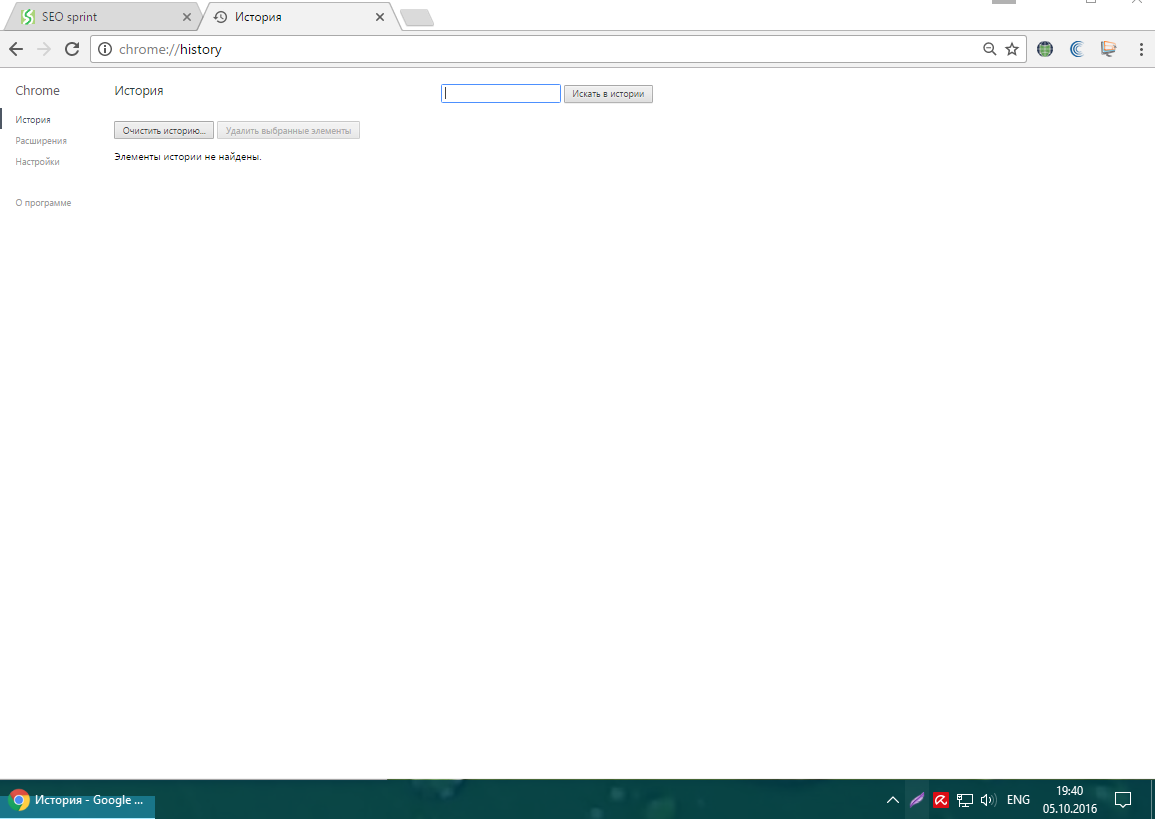 SEO sprint
История
chrome://history
Chrome
История
Искать в истории
История
Расширения
Настройки
О программе
Очистить историю...
Удалить выбранные элементы
Элементы истории не найдены.
История - Google ...
ENG
19:40
05.10.2016